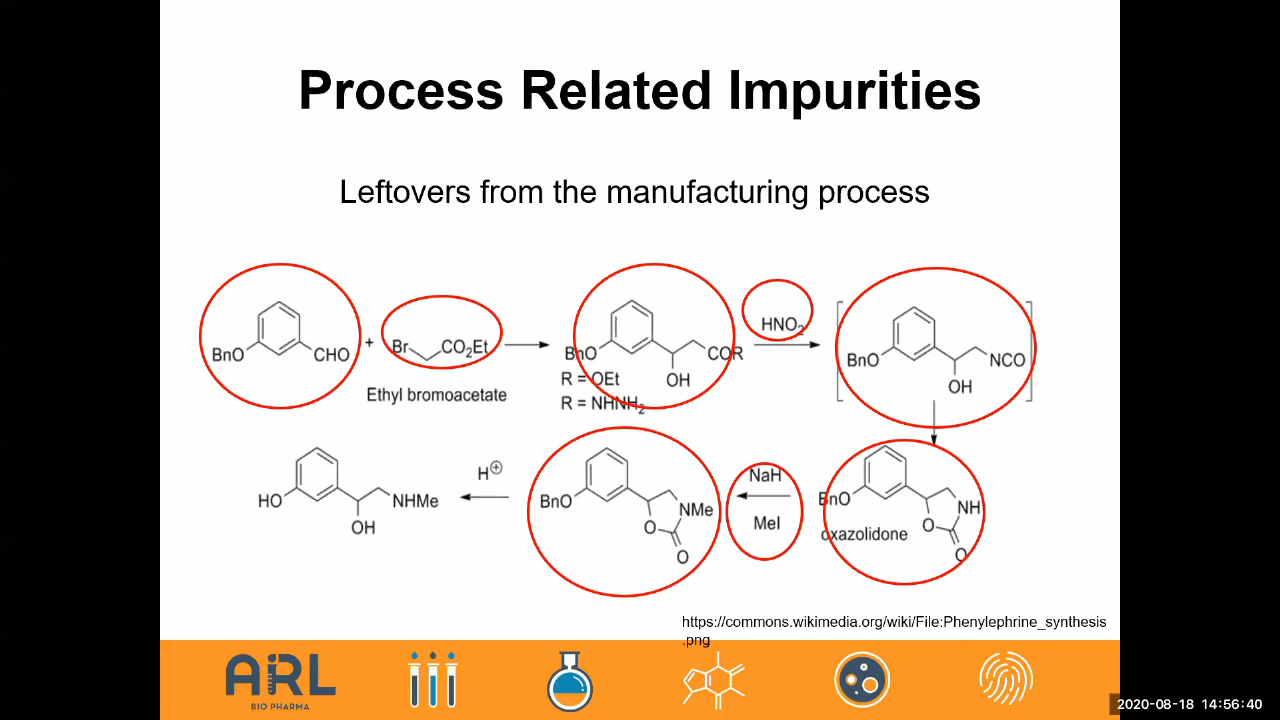 Process Related Impurities
Leftovers from the manufacturing process
BnO
CHO
+
Br
CO₂Et
Ethyl bromoacetate
BnO
COR
OH
R = OEt
R = NHNH₂
HNO₂
BnO
NCO
OH
HO
NHMe
OH
H⊕
BnO
NMe
O
O
NaH
MeI
BnO
NH
O
oxazolidone
O
https://commons.wikimedia.org/wiki/File:Phenylephrine_synthesis
.png
ARL
BIO PHARMA
2020-08-18 14:56:40